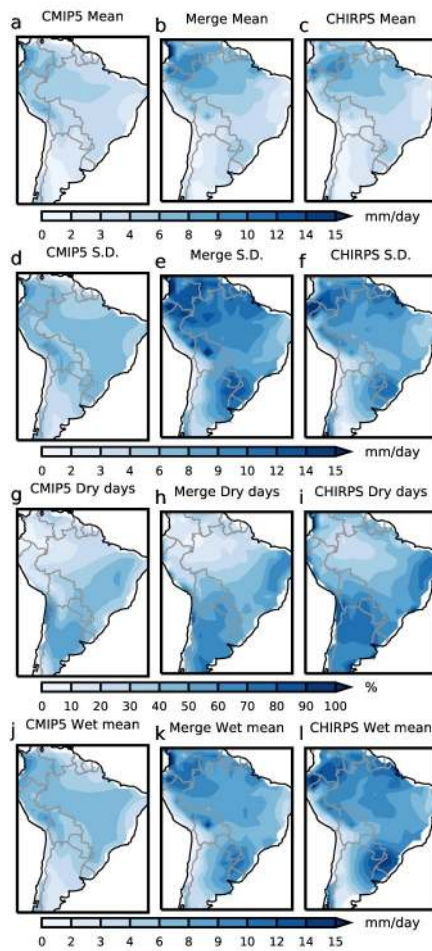 a CMIP5 Mean b Merge Mean c CHIRPS Mean
0 2 3 4 6 8 10 12 14 15 mm/day
d CMIP5 S.D. e Merge S.D. f CHIRPS S.D.
0 2 3 4 6 8 10 12 14 15 mm/day
g CMIP5 Dry days h Merge Dry days i CHIRPS Dry days
0 10 20 30 40 50 60 70 80 90 100 %
j CMIP5 Wet mean k Merge Wet mean l CHIRPS Wet mean
0 2 3 4 6 8 10 12 14 15 mm/day